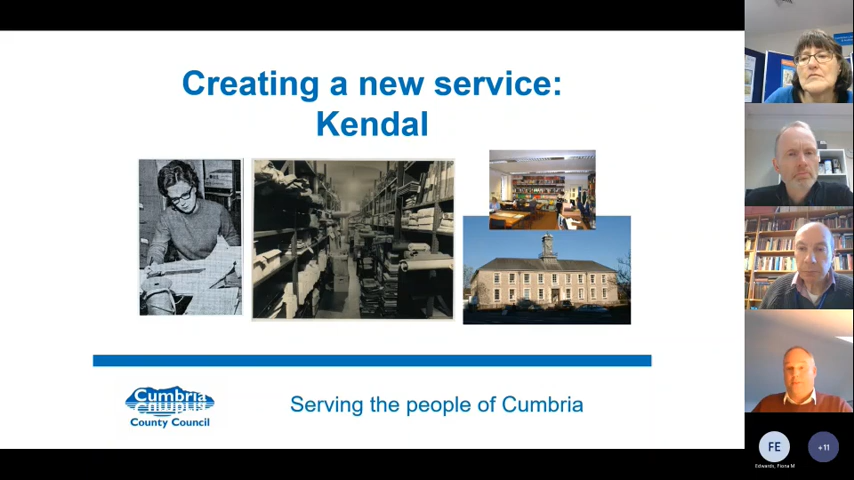 Creating a new service:
Kendal
Cumbria
County Council
Serving the people of Cumbria
FE
+11
Edwards, Fiona M